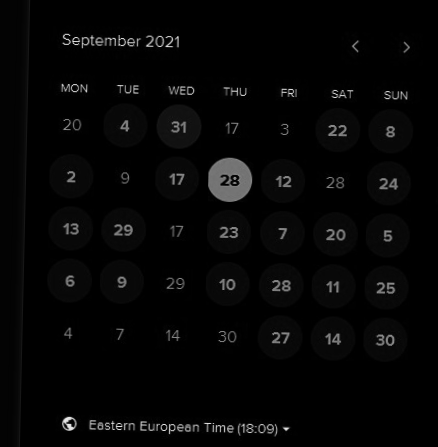 September 2021
MON TUE WED THU FRI SAT SUN
20 4 31 17 3 22 8
2 9 17 28 12 28 24
13 29 17 23 7 20 5
6 9 29 10 28 11 25
4 7 14 30 27 14 30
Eastern European Time (18:09)